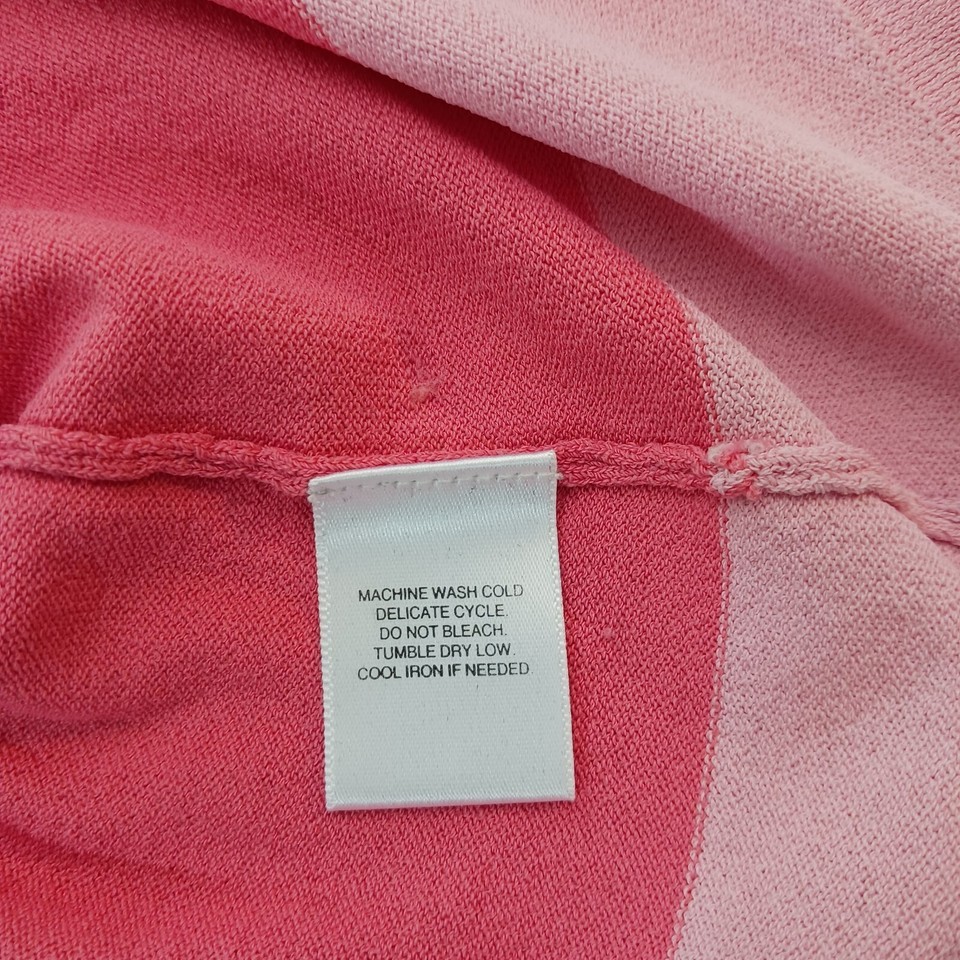 MACHINE WASH COLD
DELICATE CYCLE.
DO NOT BLEACH.
TUMBLE DRY LOW.
COOL IRON IF NEEDED